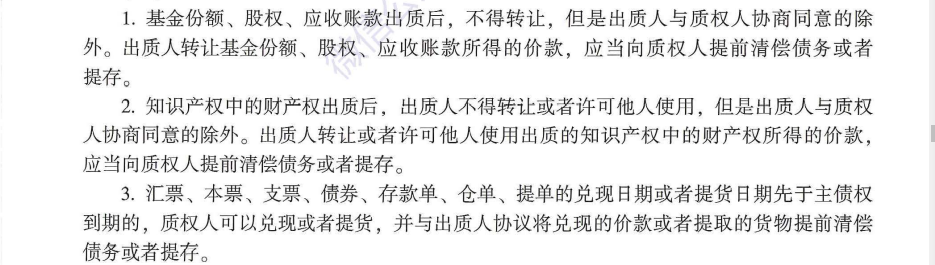 1. 基金份额、股权、应收账款出质后，不得转让，但是出质人与质权人协商同意的除
外。出质人转让基金份额、股权、应收账款所得的价款，应当向质权人提前清偿债务或者
提存。
2. 知识产权中的财产权出质后，出质人不得转让或者许可他人使用，但是出质人与质权
人协商同意的除外。出质人转让或者许可他人使用出质的知识产权中的财产权所得的价款，
应当向质权人提前清偿债务或者提存。
3. 汇票、本票、支票、债券、存款单、仓单、提单的兑现日期或者提货日期先于主债权
到期的，质权人可以兑现或者提货，并与出质人协议将兑现的价款或者提取的货物提前清偿
债务或者提存。
微信公